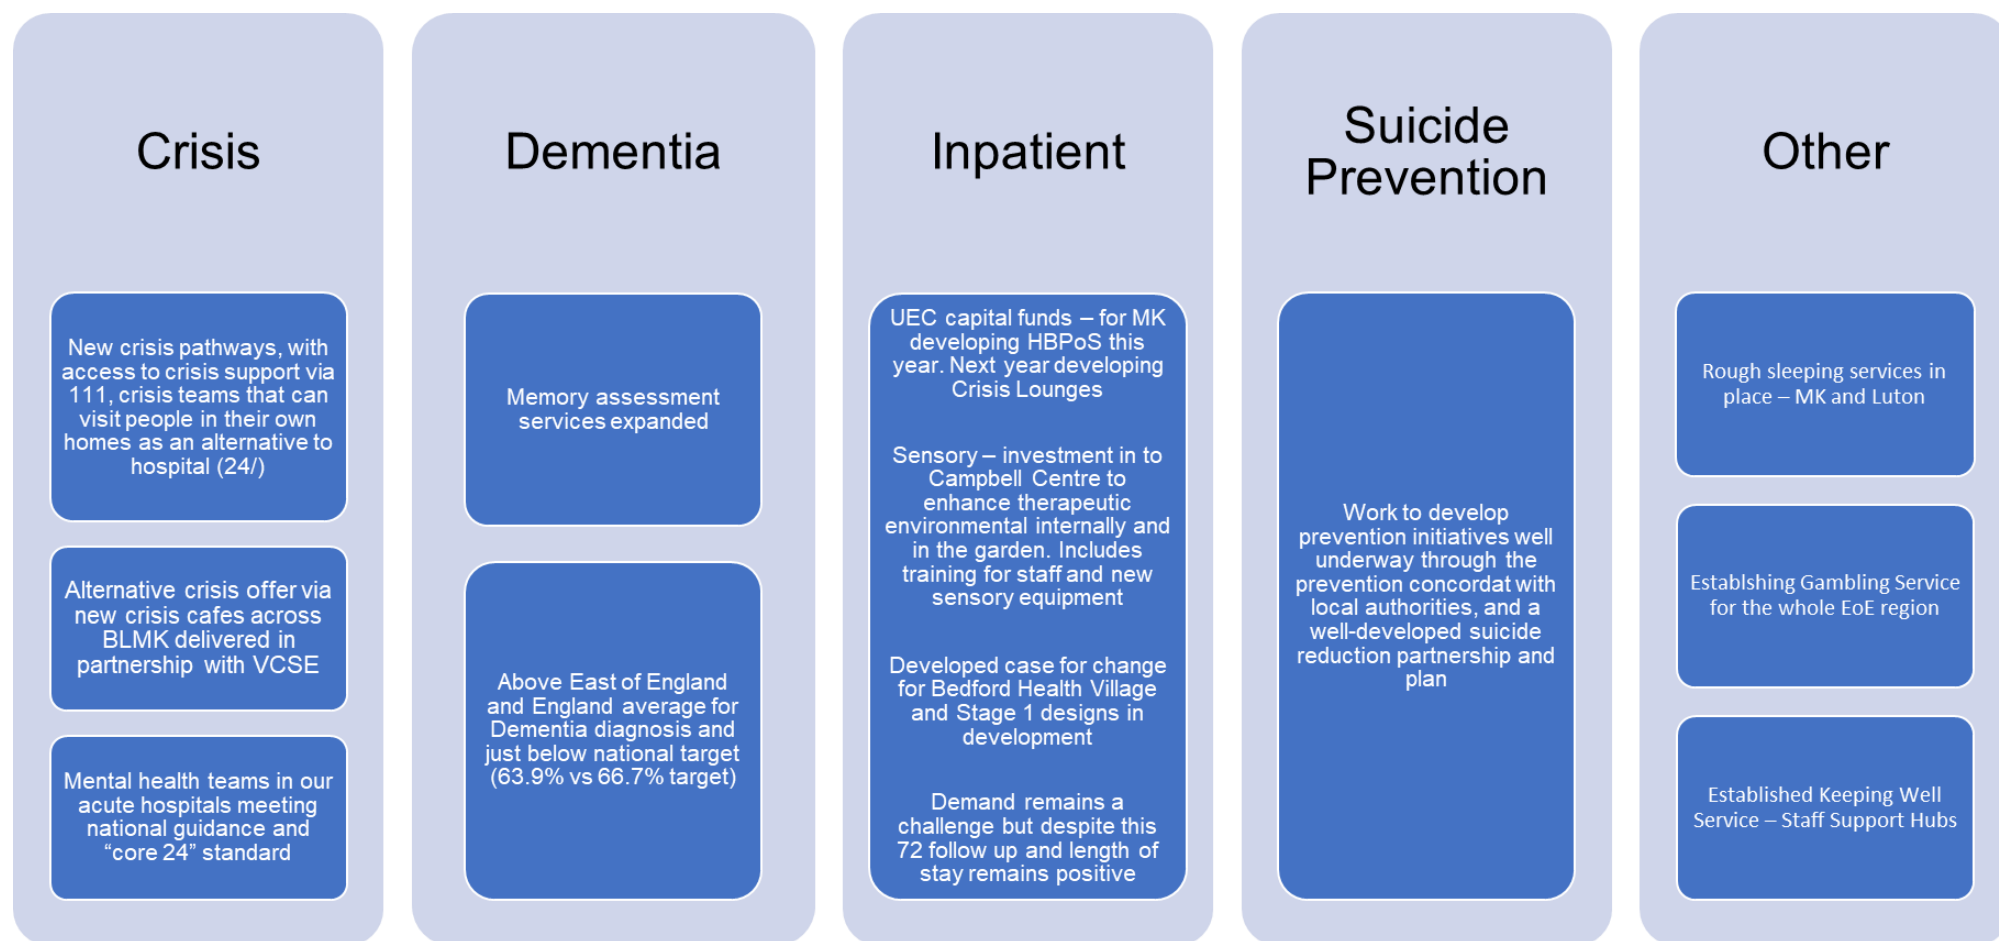 Crisis
New crisis pathways, with
access to crisis support via
111, crisis teams that can
visit people in their own
homes as an alternative to
hospital (24/)
Alternative crisis offer via
new crisis cafes across
BLMK delivered in
partnership with VCSE
Mental health teams in our
acute hospitals meeting
national guidance and
“core 24” standard
Dementia
Memory assessment
services expanded
Above East of England
and England average for
Dementia diagnosis and
just below national target
(63.9% vs 66.7% target)
Inpatient
UEC capital funds – for MK
developing HBPoS this
year. Next year developing
Crisis Lounges
Sensory – investment in to
Campbell Centre to
enhance therapeutic
environmental internally and
in the garden. Includes
training for staff and new
sensory equipment
Developed case for change
for Bedford Health Village
and Stage 1 designs in
development
Demand remains a
challenge but despite this
72 follow up and length of
stay remains positive
Suicide
Prevention
Work to develop
prevention initiatives well
underway through the
prevention concordat with
local authorities, and a
well-developed suicide
reduction partnership and
plan
Other
Rough sleeping services in
place – MK and Luton
Establshing Gambling Service
for the whole EoE region
Established Keeping Well
Service – Staff Support Hubs